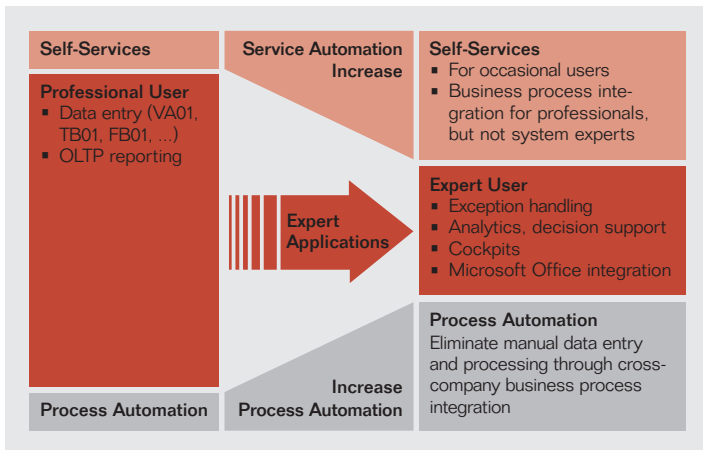 Self-Services
Professional User
▪ Data entry (VA01,
TB01, FB01, ...)
▪ OLTP reporting
Process Automation
Service Automation
Increase
Expert
Applications
Increase
Process Automation
Self-Services
▪ For occasional users
▪ Business process inte-
gration for professionals,
but not system experts
Expert User
▪ Exception handling
▪ Analytics, decision support
▪ Cockpits
▪ Microsoft Office integration
Process Automation
Eliminate manual data entry
and processing through cross-
company business process
integration